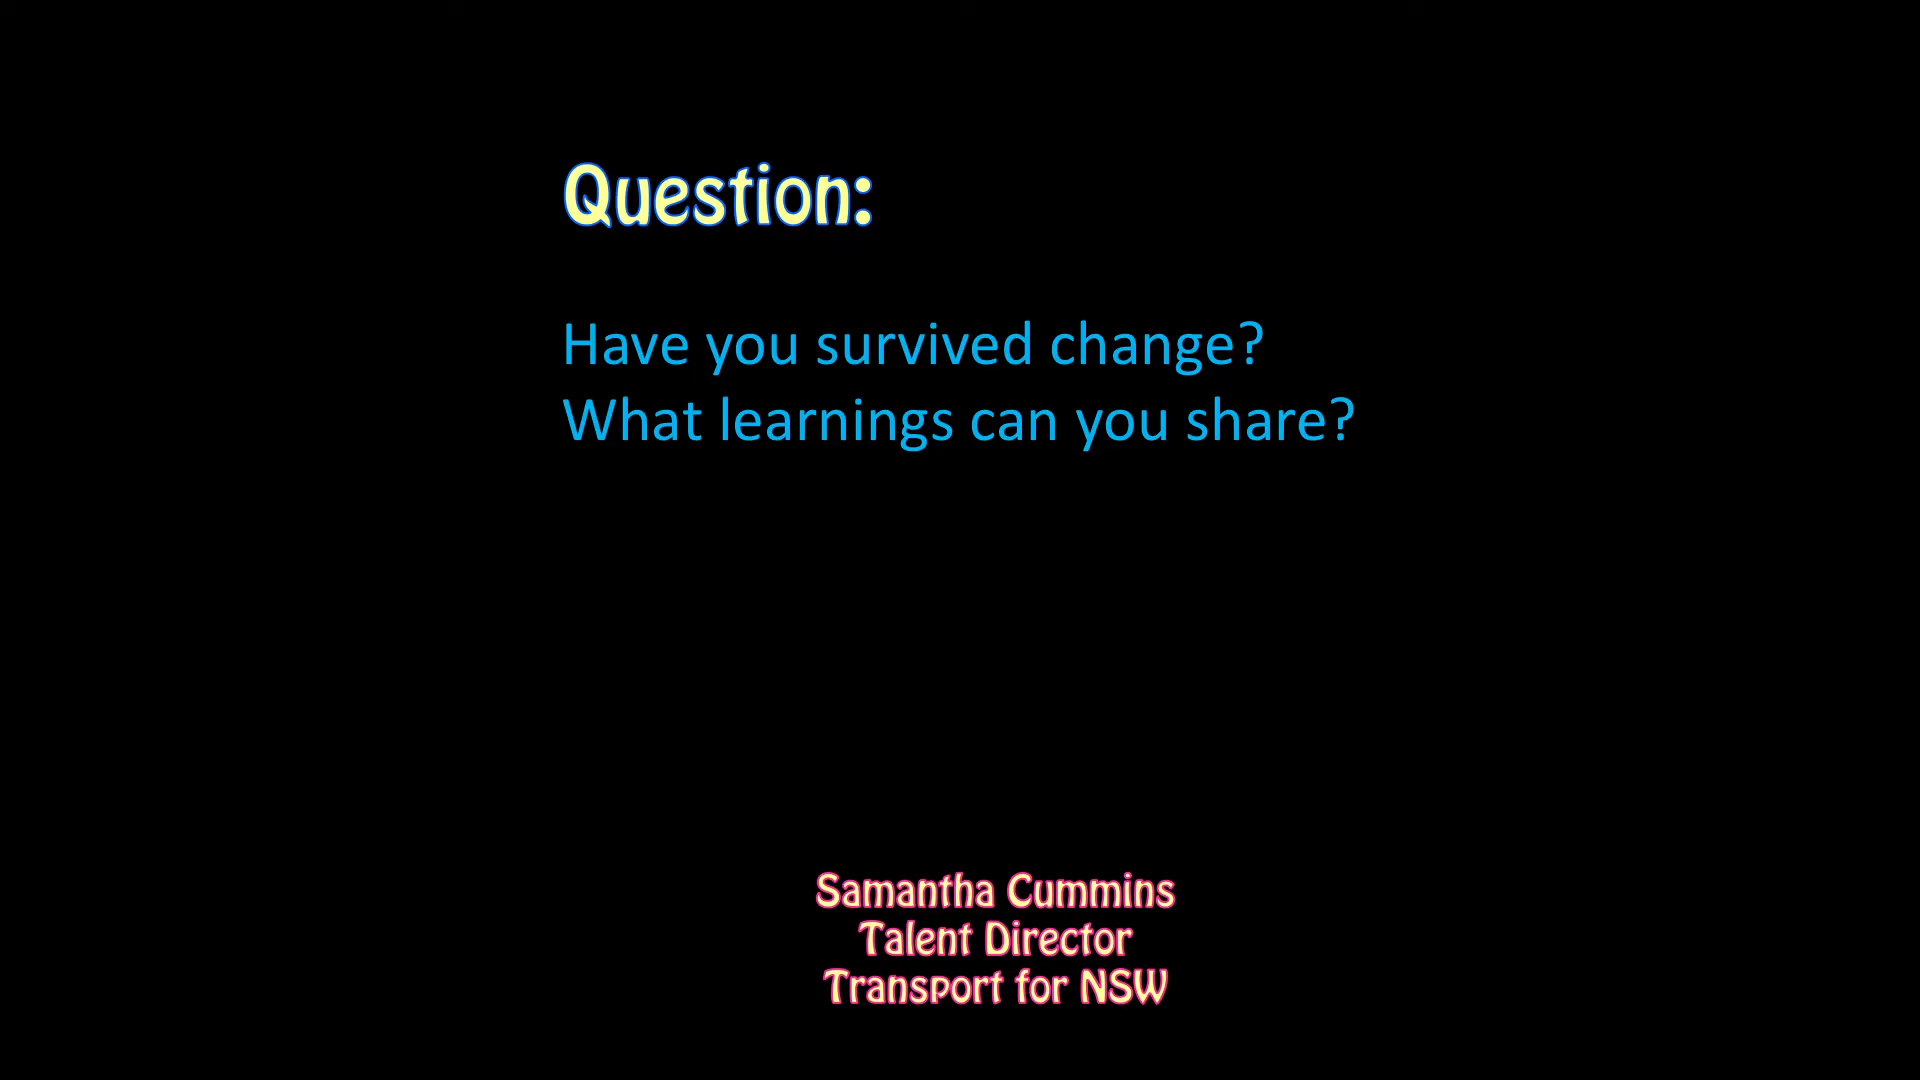 Question:
Have you survived change?
What learnings can you share?
Samantha Cummins
Talent Director
Transport for NSW